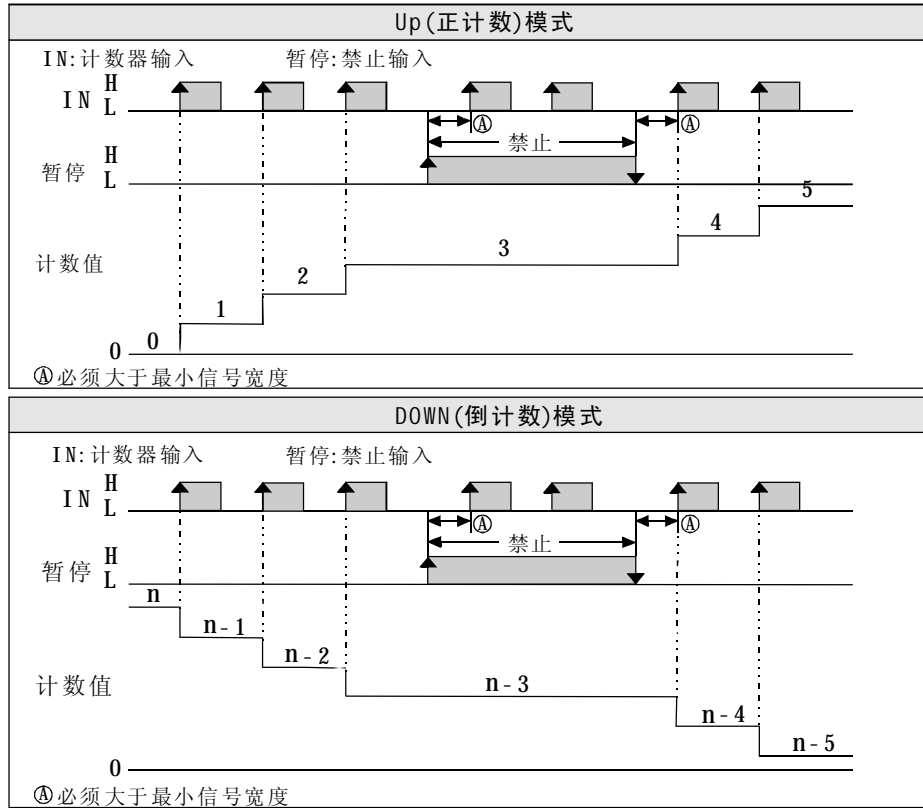 Up(正计数)模式
IN:计数器输入 暂停:禁止输入
IN H L
Ⓐ Ⓐ
禁止
暂停 H L
5
4
3
计数值
2
1
0 0
Ⓐ必须大于最小信号宽度
DOWN(倒计数)模式
IN:计数器输入 暂停:禁止输入
IN H L
Ⓐ Ⓐ
禁止
暂停 H L
n
n-1
n-2
计数值
n-3
n-4
n-5
0
Ⓐ必须大于最小信号宽度